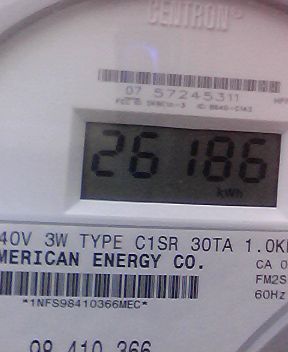 CENTRON®
07 57245311
26186
kWh
40V 3W TYPE C1SR 30TA 1.0K
MERICAN ENERGY CO.
CA 0
FM2S
*1NFS98410366MEC*
60Hz
98 410 366